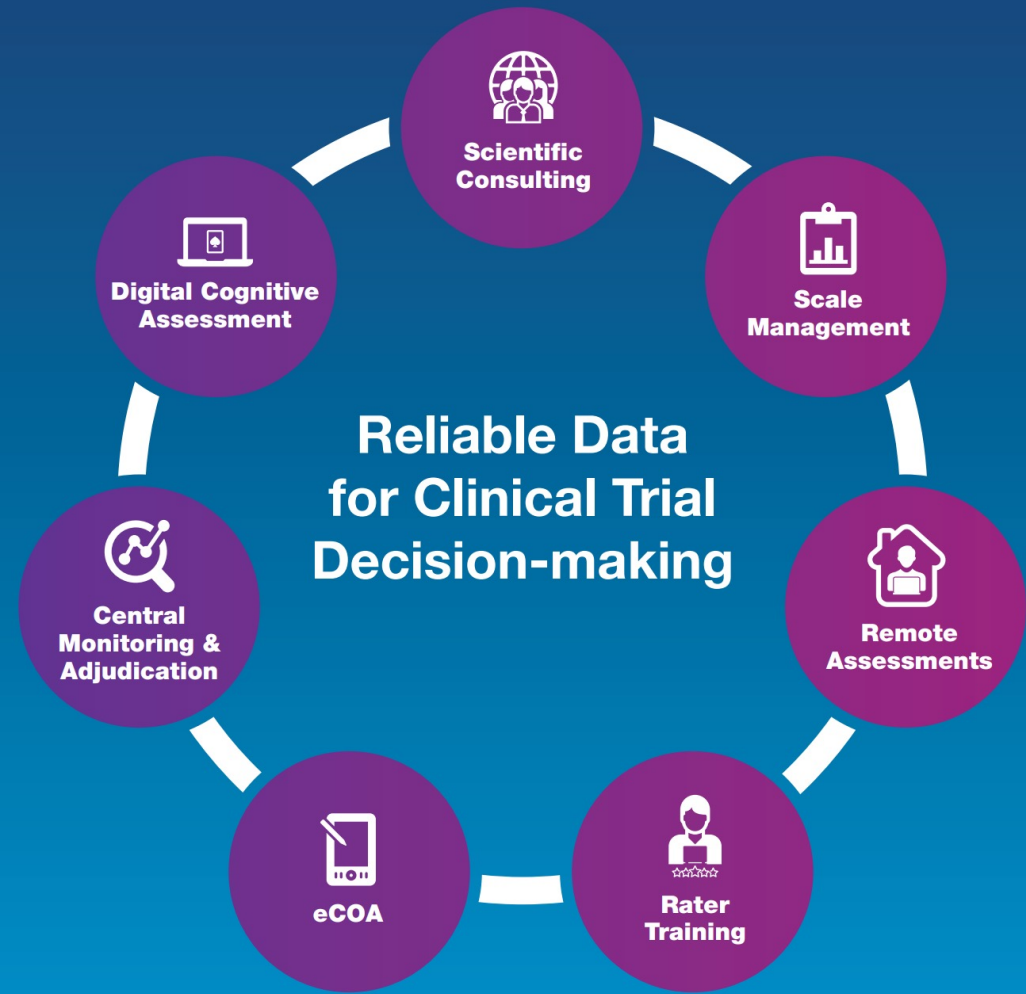 Scientific
Consulting
Digital Cognitive
Assessment
Scale
Management
Reliable Data
for Clinical Trial
Decision-making
Central
Monitoring &
Adjudication
Remote
Assessments
eCOA
Rater
Training